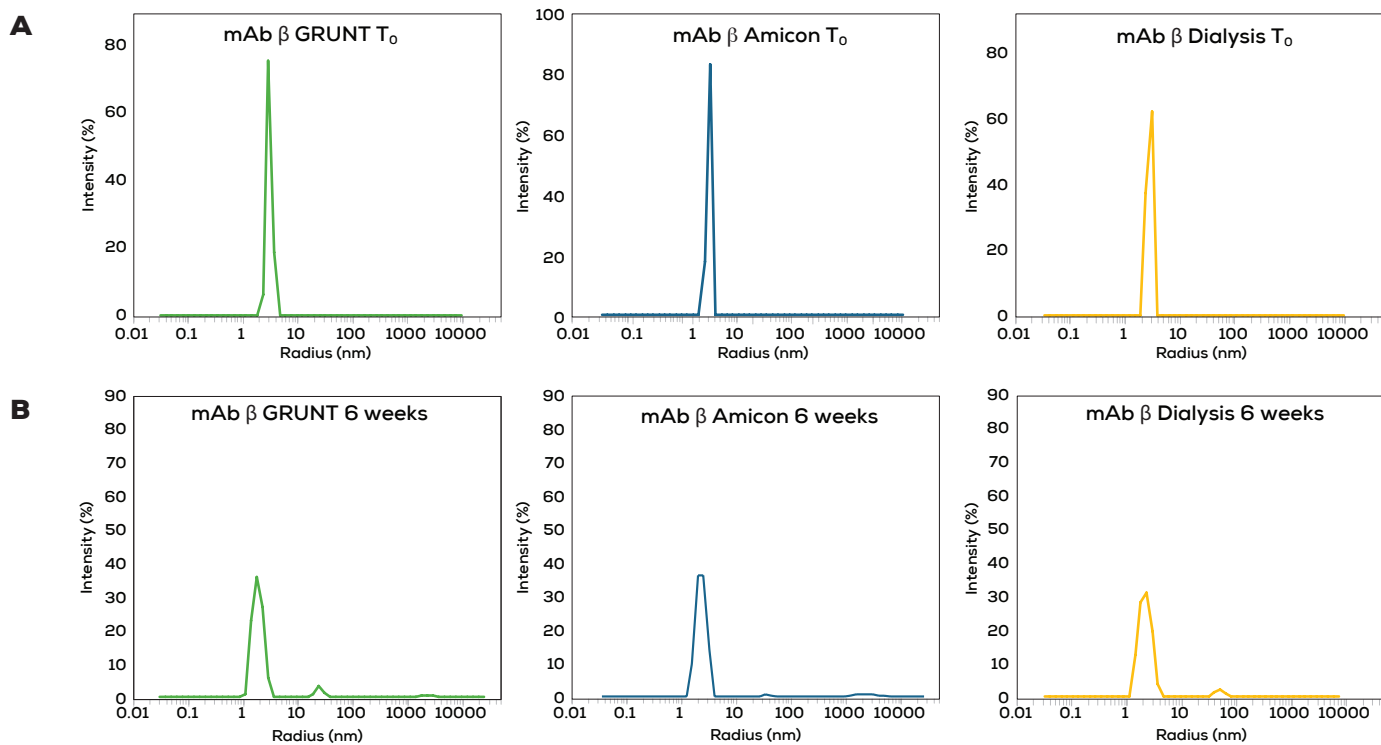 A
mAb β GRUNT T₀
Intensity (%)
80
60
40
20
0
0.01 0.1 1 10 100 1000 10000
Radius (nm)
mAb β Amicon T₀
Intensity (%)
100
80
60
40
20
0
0.01 0.1 1 10 100 1000 10000
Radius (nm)
mAb β Dialysis T₀
Intensity (%)
80
60
40
20
0
0.01 0.1 1 10 100 1000 10000
Radius (nm)
B
mAb β GRUNT 6 weeks
Intensity (%)
90
80
70
60
50
40
30
20
10
0
0.01 0.1 1 10 100 1000 10000
Radius (nm)
mAb β Amicon 6 weeks
Intensity (%)
90
80
70
60
50
40
30
20
10
0
0.01 0.1 1 10 100 1000 10000
Radius (nm)
mAb β Dialysis 6 weeks
Intensity (%)
90
80
70
60
50
40
30
20
10
0
0.01 0.1 1 10 100 1000 10000
Radius (nm)